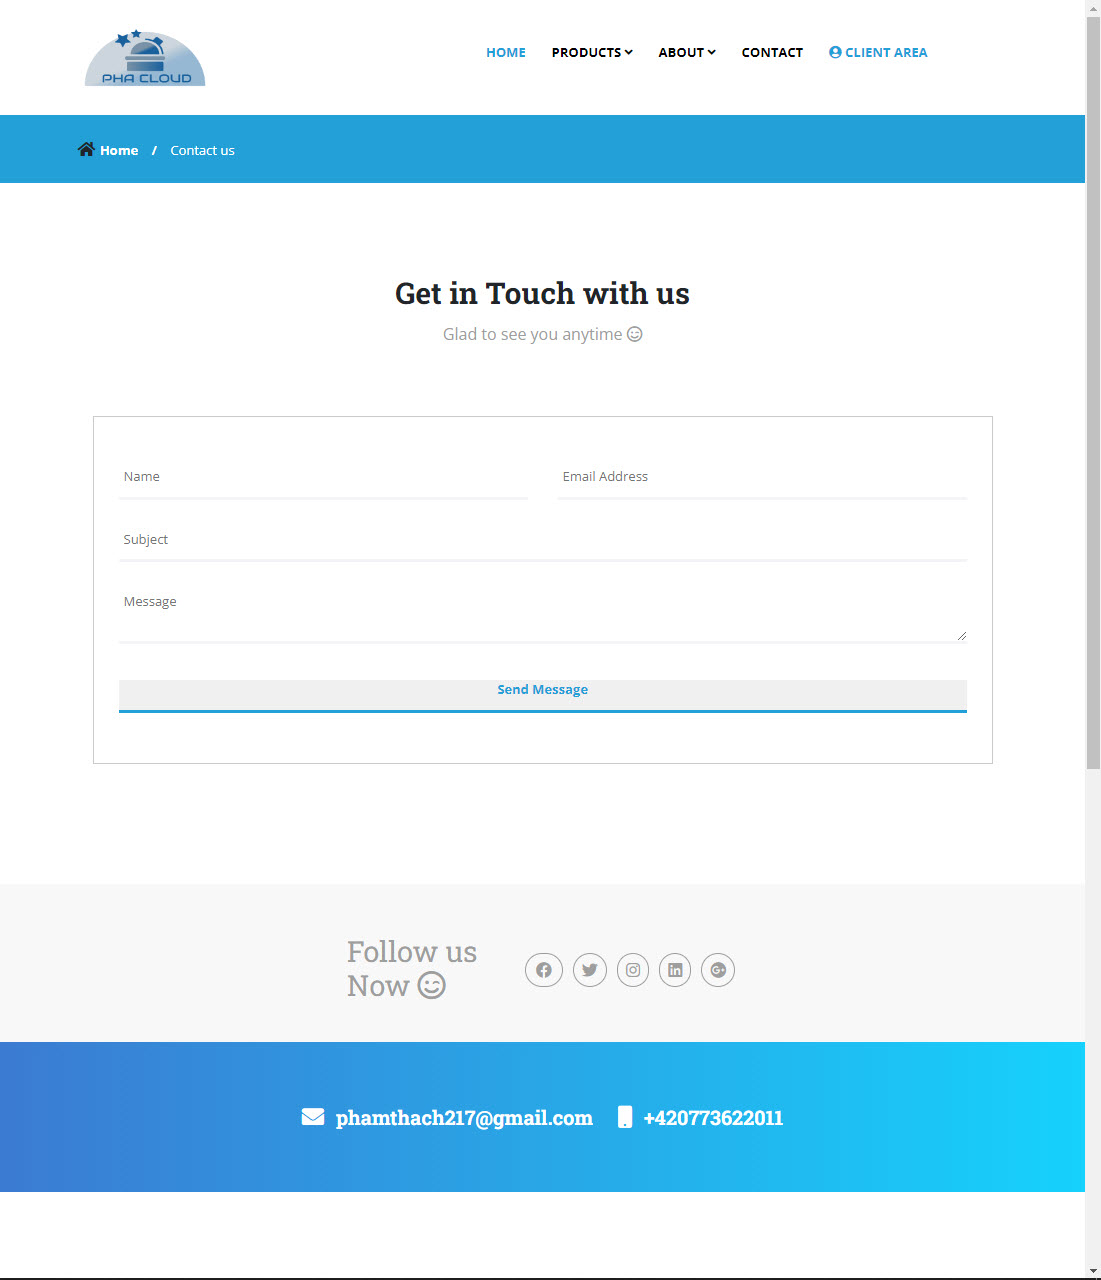 PHA CLOUD
HOME PRODUCTS ABOUT CONTACT CLIENT AREA
Home / Contact us
Get in Touch with us
Glad to see you anytime
Name Email Address
Subject
Message
Send Message
Follow us
Now
phamthach217@gmail.com +420773622011